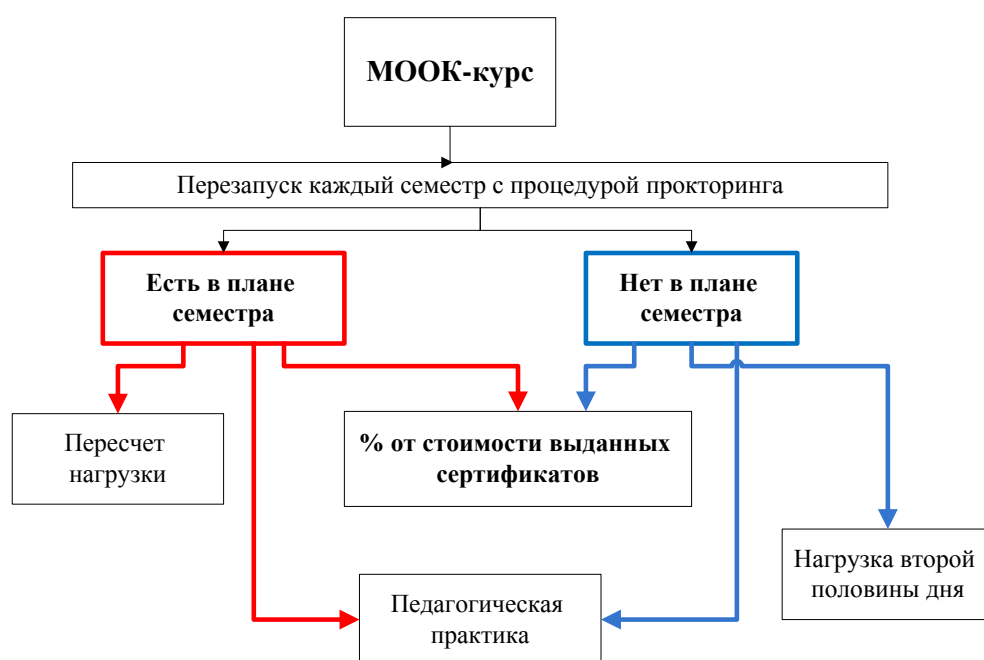 МООК-курс
Перезапуск каждый семестр с процедурой прокторинга
Есть в плане
семестра
Нет в плане
семестра
Пересчет
нагрузки
% от стоимости выданных
сертификатов
Нагрузка второй
половины дня
Педагогическая
практика